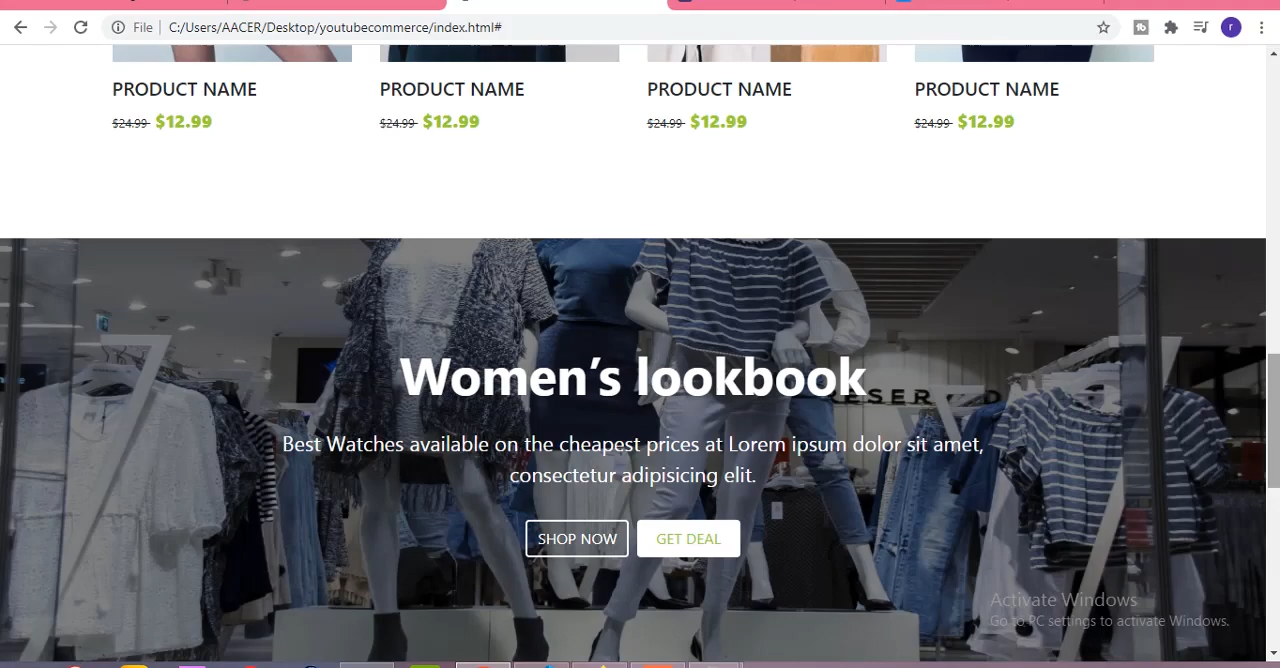 File
C:/Users/AACER/Desktop/youtubecommerce/index.html#
r
PRODUCT NAME PRODUCT NAME PRODUCT NAME PRODUCT NAME
$24.99 $12.99 $24.99 $12.99 $24.99 $12.99 $24.99 $12.99
Women's lookbook
RESERVED
Best Watches available on the cheapest prices at Lorem ipsum dolor sit amet,
consectetur adipisicing elit.
SHOP NOW GET DEAL
Activate Windows
Go to PC settings to activate Windows.